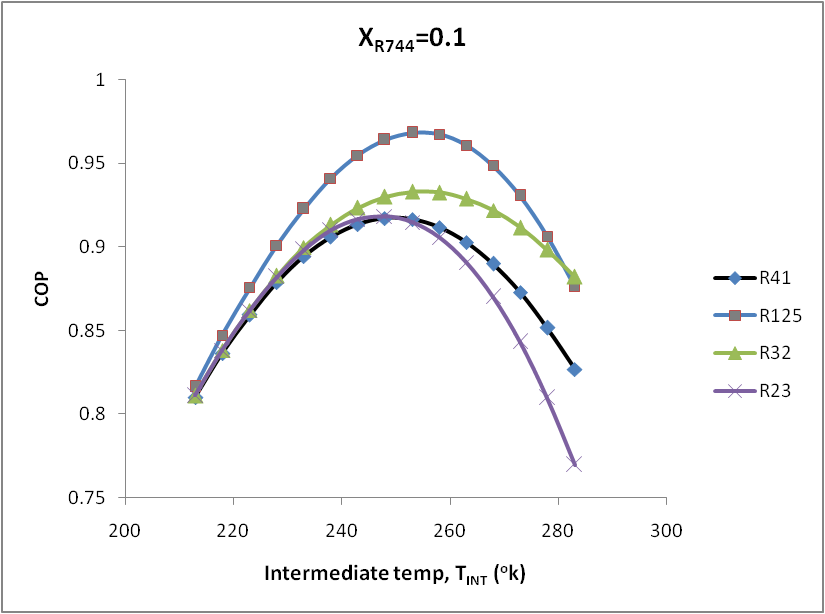 X_R744=0.1
1
0.95
0.9
0.85
0.8
0.75
COP
200 220 240 260 280 300
Intermediate temp, T_INT (ºk)
R41
R125
R32
R23